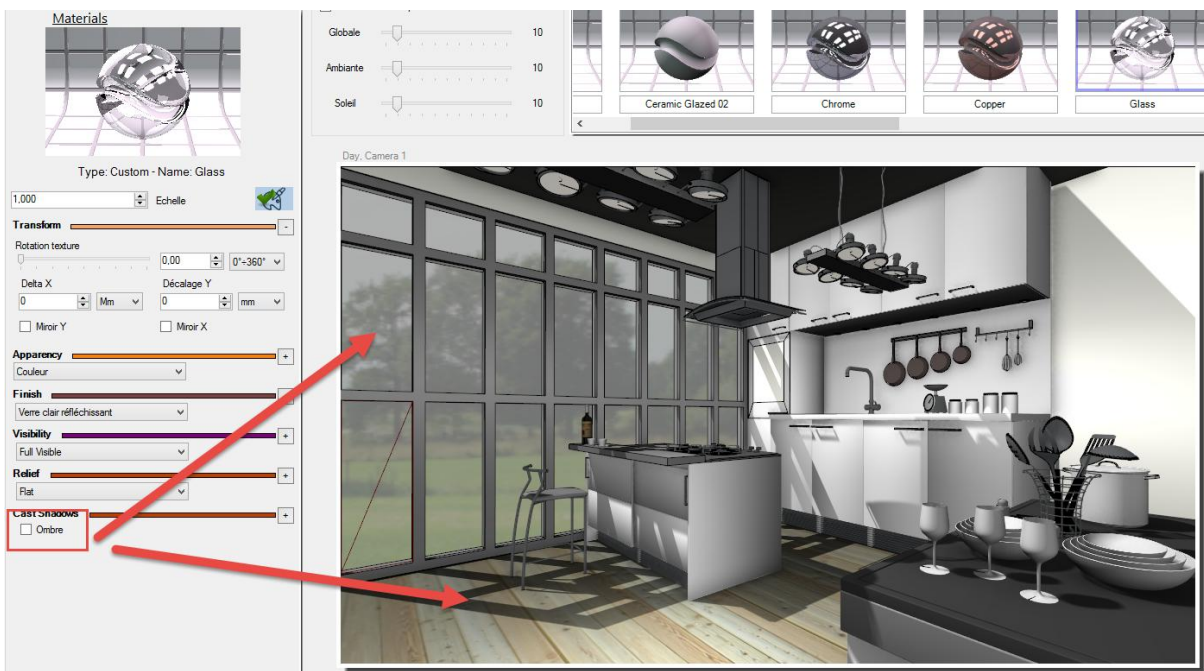 Materials
Type: Custom - Name: Glass
1,000 Echelle
Transform -
Rotation texture
0,00 0°÷360°
Delta X Décalage Y
0 Mm 0 mm
Miroir Y Miroir X
Apparency +
Couleur
Finish
Verre clair réfléchissant
Visibility +
Full Visible
Relief +
Flat
Cast Shadows +
Ombre
Globale 10
Ambiante 10
Soleil 10
Ceramic Glazed 02 Chrome Copper Glass
<
Day, Camera 1